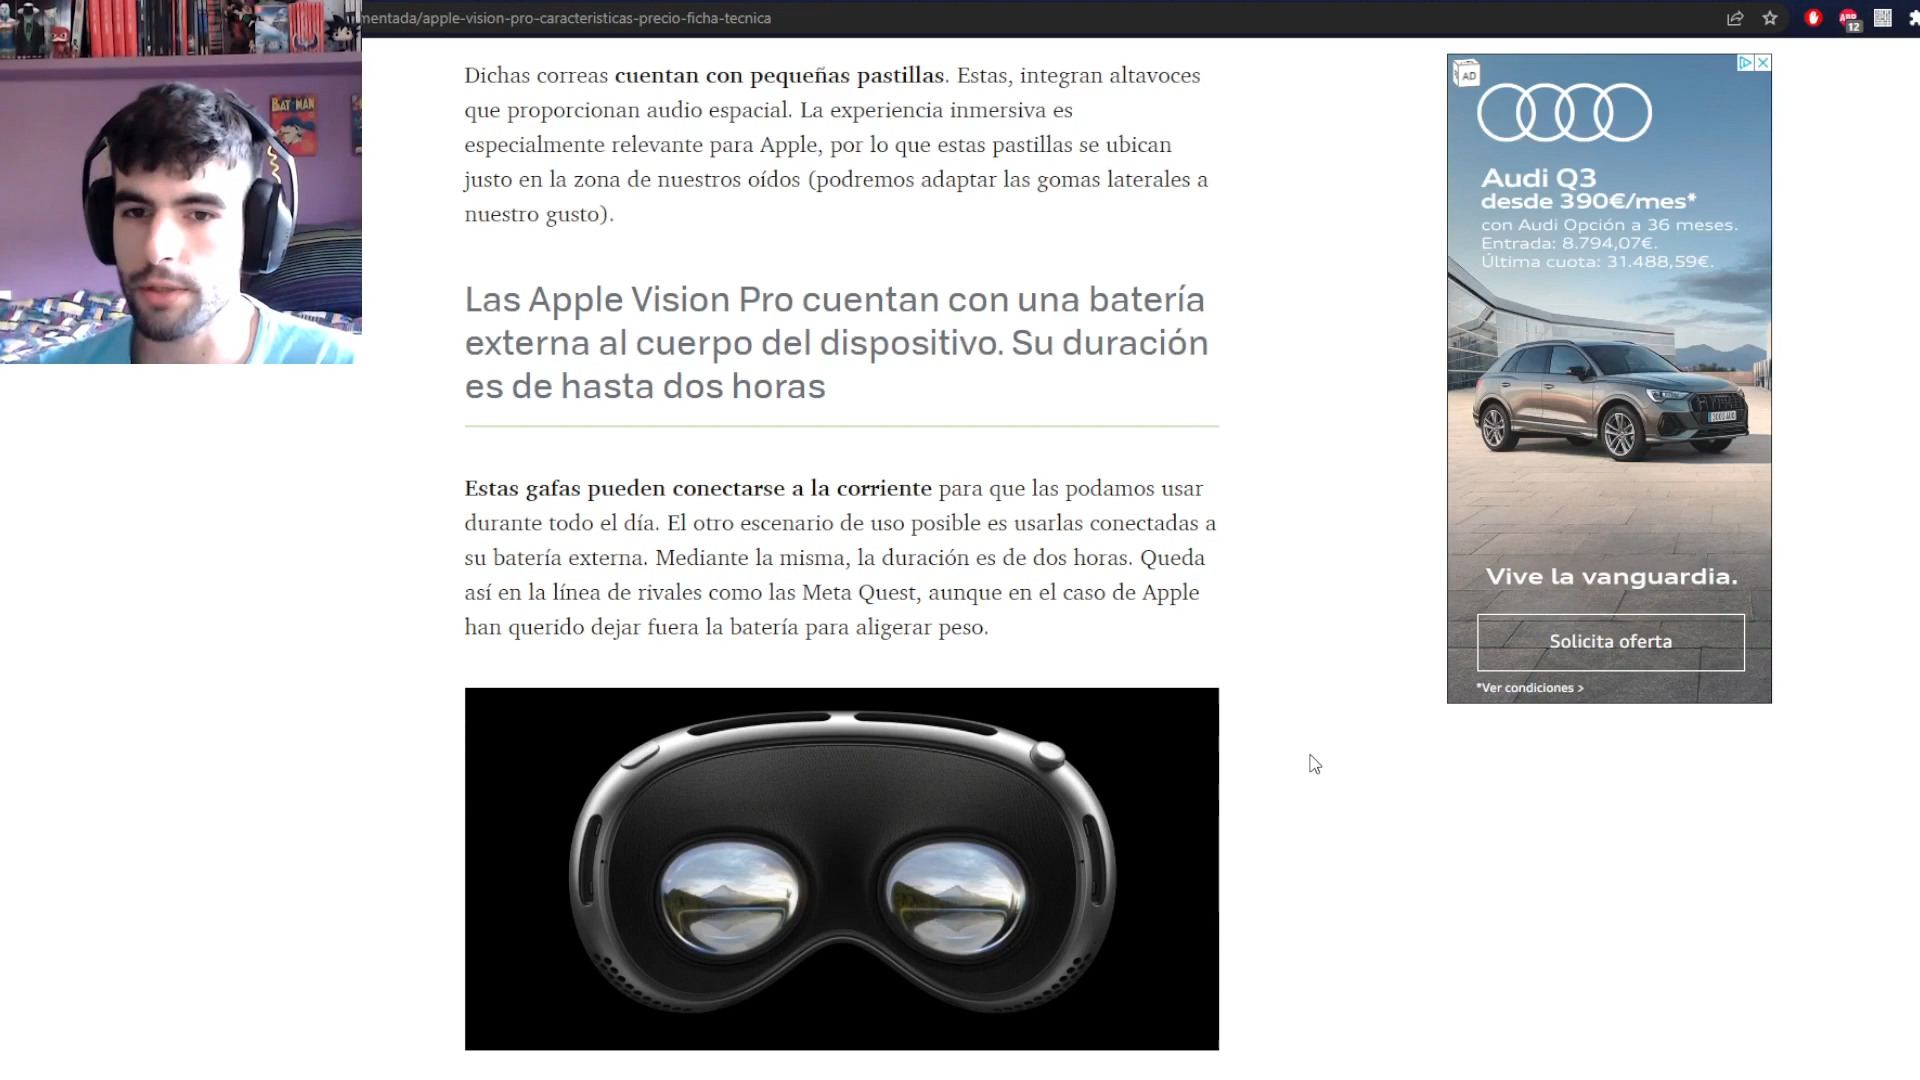 mentada/apple-vision-pro-caracteristicas-precio-ficha-tecnica
12
BATMAN
Dichas correas cuentan con pequeñas pastillas. Estas, integran altavoces
que proporcionan audio espacial. La experiencia inmersiva es
especialmente relevante para Apple, por lo que estas pastillas se ubican
justo en la zona de nuestros oídos (podremos adaptar las gomas laterales a
nuestro gusto).
Las Apple Vision Pro cuentan con una batería
externa al cuerpo del dispositivo. Su duración
es de hasta dos horas
Estas gafas pueden conectarse a la corriente para que las podamos usar
durante todo el día. El otro escenario de uso posible es usarlas conectadas a
su batería externa. Mediante la misma, la duración es de dos horas. Queda
así en la línea de rivales como las Meta Quest, aunque en el caso de Apple
han querido dejar fuera la batería para aligerar peso.
AD
Audi Q3
desde 390€/mes*
con Audi Opción a 36 meses.
Entrada: 8.794,07€.
Última cuota: 31.488,59€.
Vive la vanguardia.
Solicita oferta
*Ver condiciones >